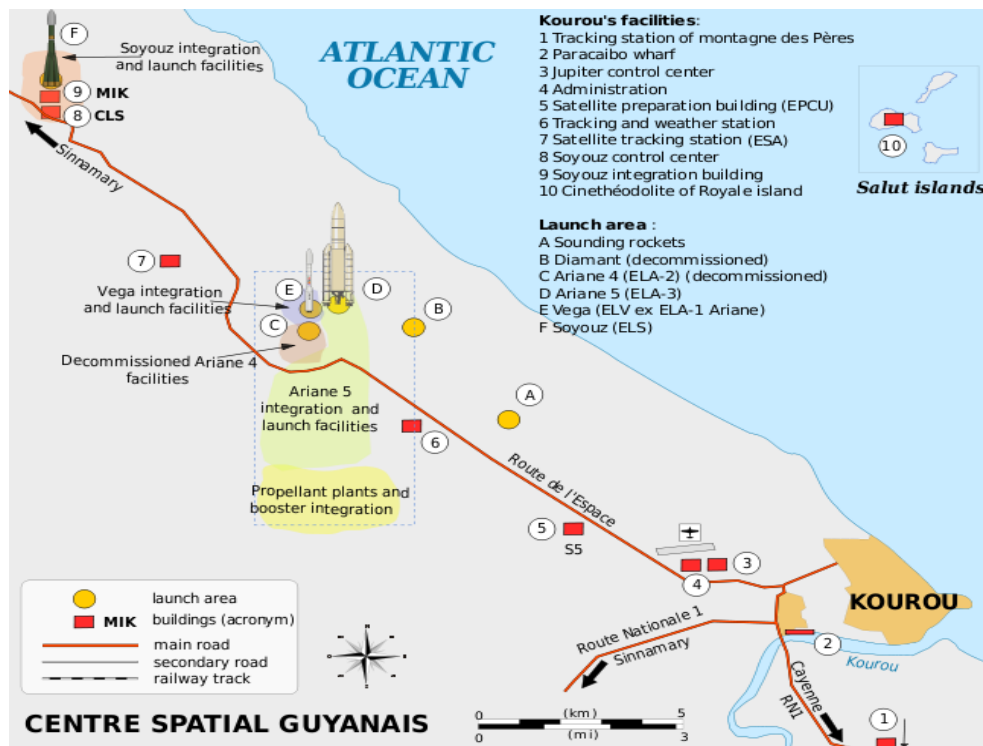 F
Soyouz integration
and launch facilities
9 MIK
8 CLS
Sinnamary
ATLANTIC
OCEAN
Kourou's facilities:
1 Tracking station of montagne des Pères
2 Paracaibo wharf
3 Jupiter control center
4 Administration
5 Satellite preparation building (EPCU)
6 Tracking and weather station
7 Satellite tracking station (ESA)
8 Soyouz control center
9 Soyouz integration building
10 Cinethéodolite of Royale island
10
Salut islands
Launch area :
A Sounding rockets
B Diamant (decommissioned)
C Ariane 4 (ELA-2) (decommissioned)
D Ariane 5 (ELA-3)
E Vega (ELV ex ELA-1 Ariane)
F Soyouz (ELS)
7
Vega integration
and launch facilities
E
D
C
B
Decommissioned Ariane 4
facilities
Ariane 5
integration and
launch facilities
A
6
Propellant plants and
booster integration
Route de l'Espace
5
S5
3
4
KOUROU
launch area
MIK buildings (acronym)
main road
secondary road
railway track
Route Nationale 1
Sinnamary
2
Kourou
Cayenne
RN1
1
CENTRE SPATIAL GUYANAIS
0 (km) 5
0 (mi) 3